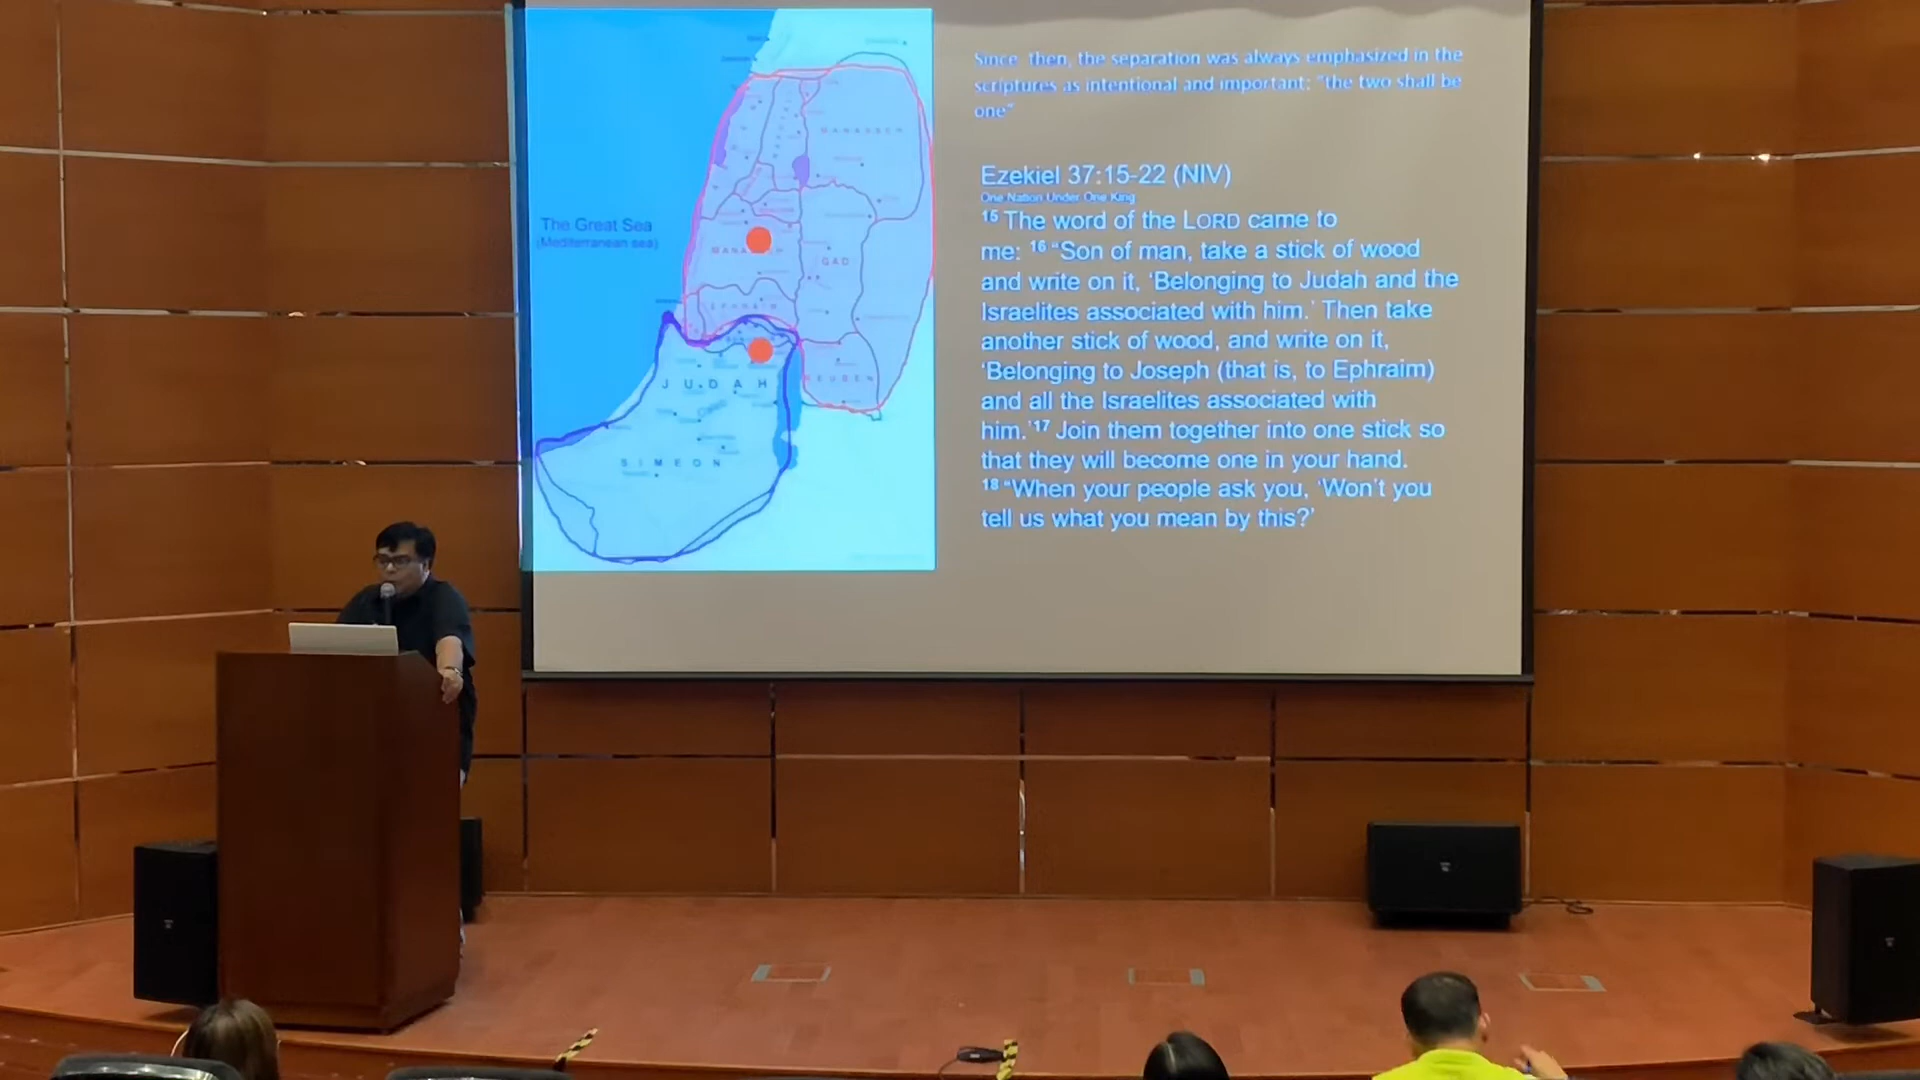 Since then, the separation was always emphasized in the
scriptures as intentional and important: "the two shall be
one"
Ezekiel 37:15-22 (NIV)
One Nation Under One King
15 The word of the LORD came to
me: 16 "Son of man, take a stick of wood
and write on it, 'Belonging to Judah and the
Israelites associated with him.' Then take
another stick of wood, and write on it,
'Belonging to Joseph (that is, to Ephraim)
and all the Israelites associated with
him.' 17 Join them together into one stick so
that they will become one in your hand.
18 "When your people ask you, 'Won't you
tell us what you mean by this?'
MANASSEH
The Great Sea
(Mediterranean sea)
GAD
EPHRAIM
REUBEN
JUDAH
SIMEON